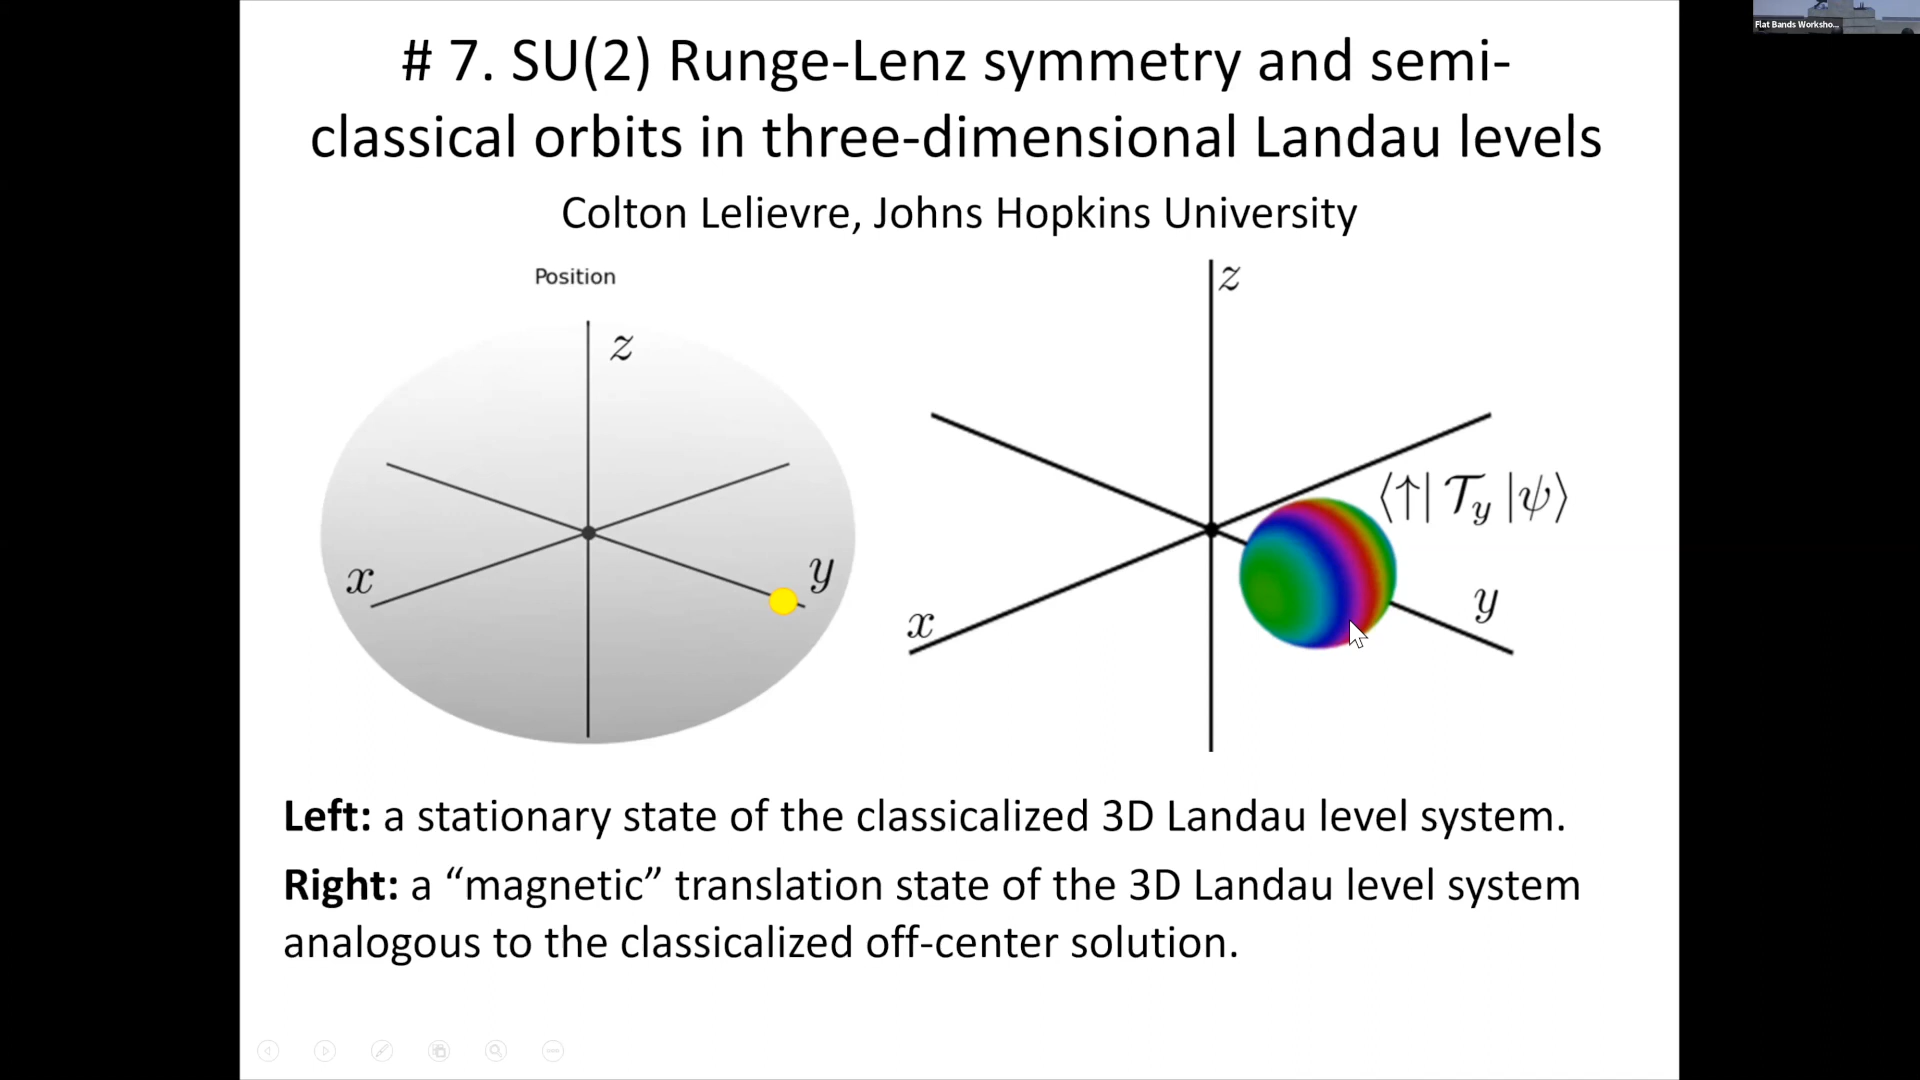 Flat Bands Worksho...
# 7. SU(2) Runge-Lenz symmetry and semi-
classical orbits in three-dimensional Landau levels
Colton Lelievre, Johns Hopkins University
Position
z
x
y
z
⟨↑| 𝒯_y |ψ⟩
x
y
Left: a stationary state of the classicalized 3D Landau level system.
Right: a “magnetic” translation state of the 3D Landau level system
analogous to the classicalized off-center solution.